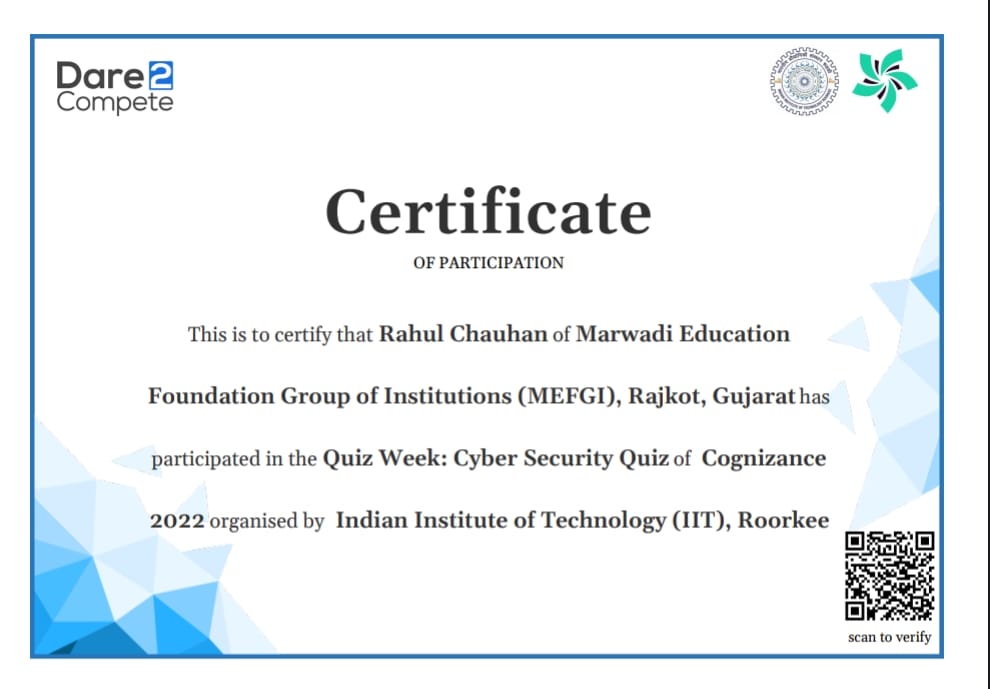 Dare2
Compete
Certificate
OF PARTICIPATION
This is to certify that Rahul Chauhan of Marwadi Education
Foundation Group of Institutions (MEFGI), Rajkot, Gujarat has
participated in the Quiz Week: Cyber Security Quiz of Cognizance
2022 organised by Indian Institute of Technology (IIT), Roorkee
scan to verify